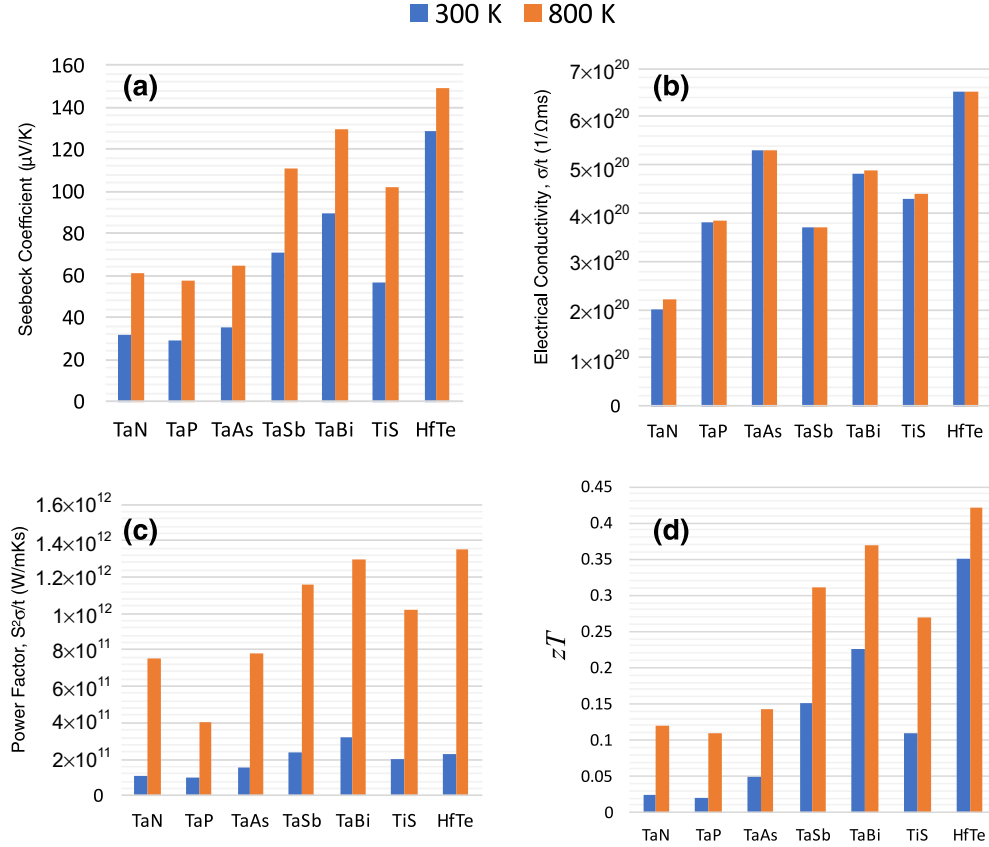 300 K 800 K
(a)
Seebeck Coefficient (µV/K)
160
140
120
100
80
60
40
20
0
TaN TaP TaAs TaSb TaBi TiS HfTe
(b)
Electrical Conductivity, σ/t (1/Ωms)
7×10²⁰
6×10²⁰
5×10²⁰
4×10²⁰
3×10²⁰
2×10²⁰
1×10²⁰
0
TaN TaP TaAs TaSb TaBi TiS HfTe
(c)
Power Factor, S²σ/t (W/mKs)
1.6×10¹²
1.4×10¹²
1.2×10¹²
1×10¹²
8×10¹¹
6×10¹¹
4×10¹¹
2×10¹¹
0
TaN TaP TaAs TaSb TaBi TiS HfTe
(d)
zT
0.45
0.4
0.35
0.3
0.25
0.2
0.15
0.1
0.05
0
TaN TaP TaAs TaSb TaBi TiS HfTe